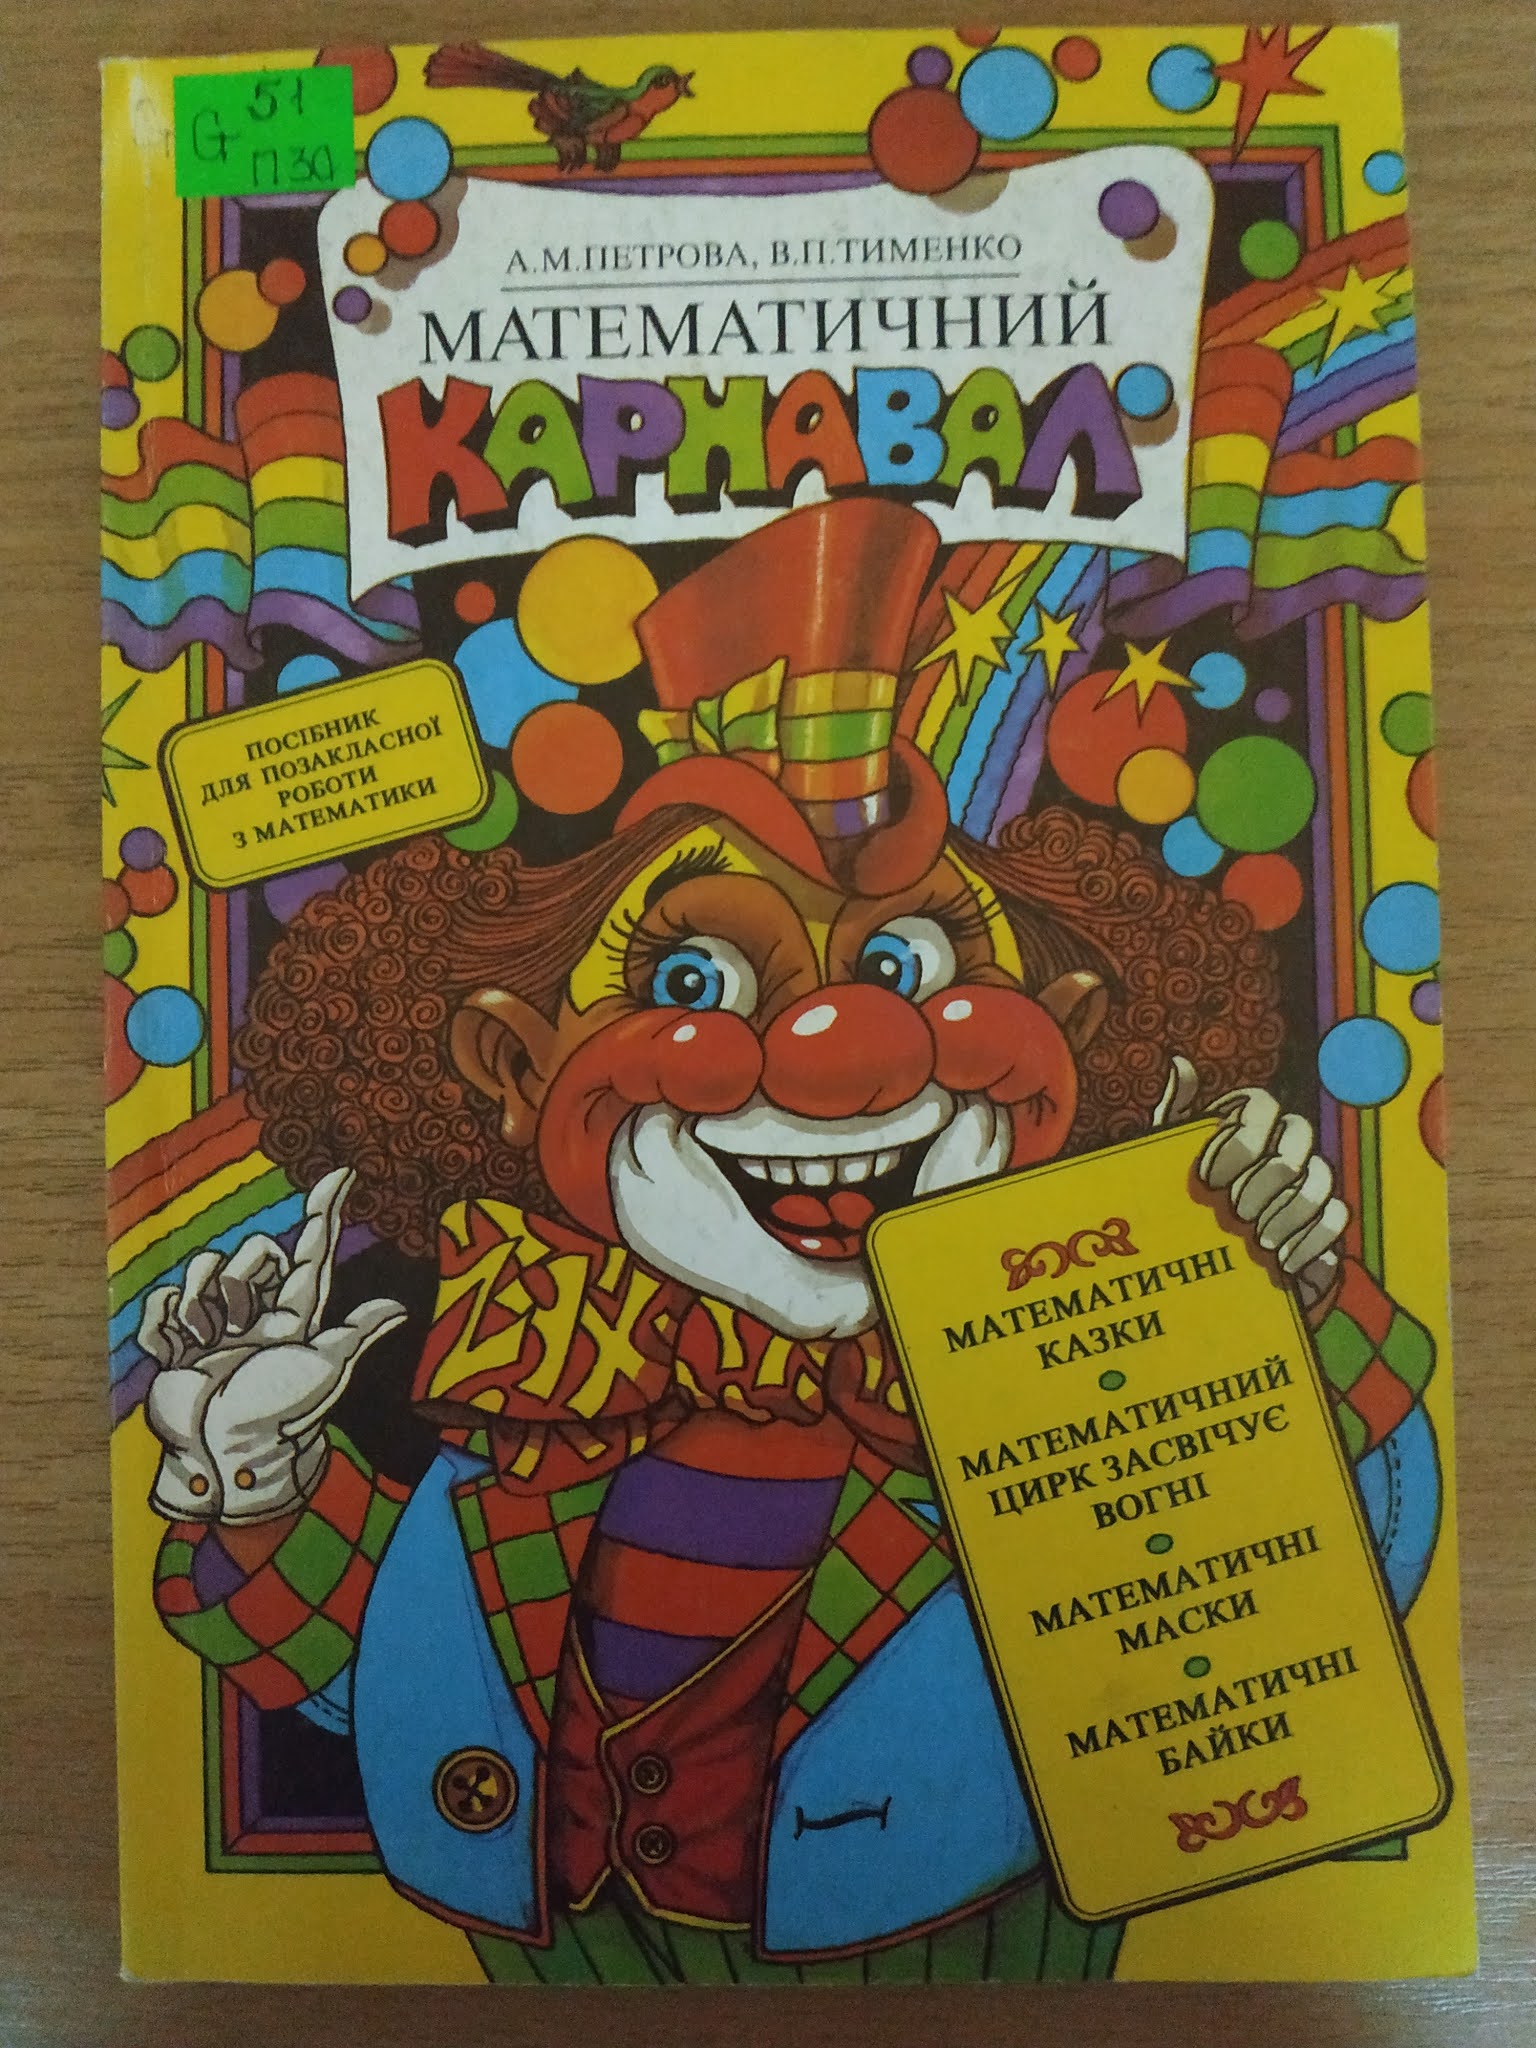 51
G П30
А.М.ПЕТРОВА, В.П.ТИМЕНКО
МАТЕМАТИЧНИЙ
КАРНАВАЛ
ПОСІБНИК
ДЛЯ ПОЗАКЛАСНОЇ
РОБОТИ
З МАТЕМАТИКИ
МАТЕМАТИЧНІ
КАЗКИ
МАТЕМАТИЧНИЙ
ЦИРК ЗАСВІЧУЄ
ВОГНІ
МАТЕМАТИЧНІ
МАСКИ
МАТЕМАТИЧНІ
БАЙКИ